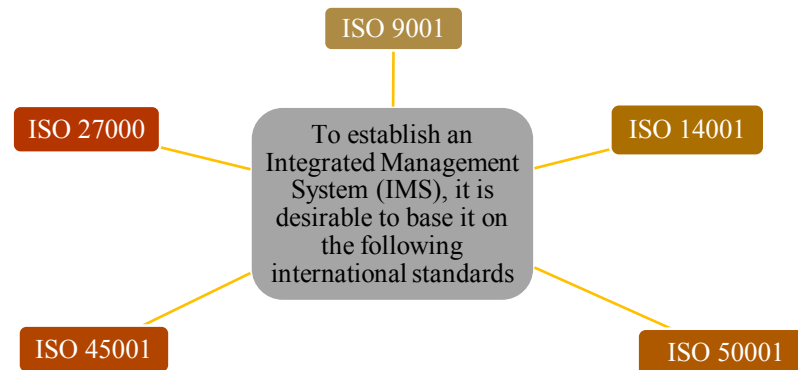 ISO 9001
ISO 27000
ISO 14001
To establish an
Integrated Management
System (IMS), it is
desirable to base it on
the following
international standards
ISO 45001
ISO 50001